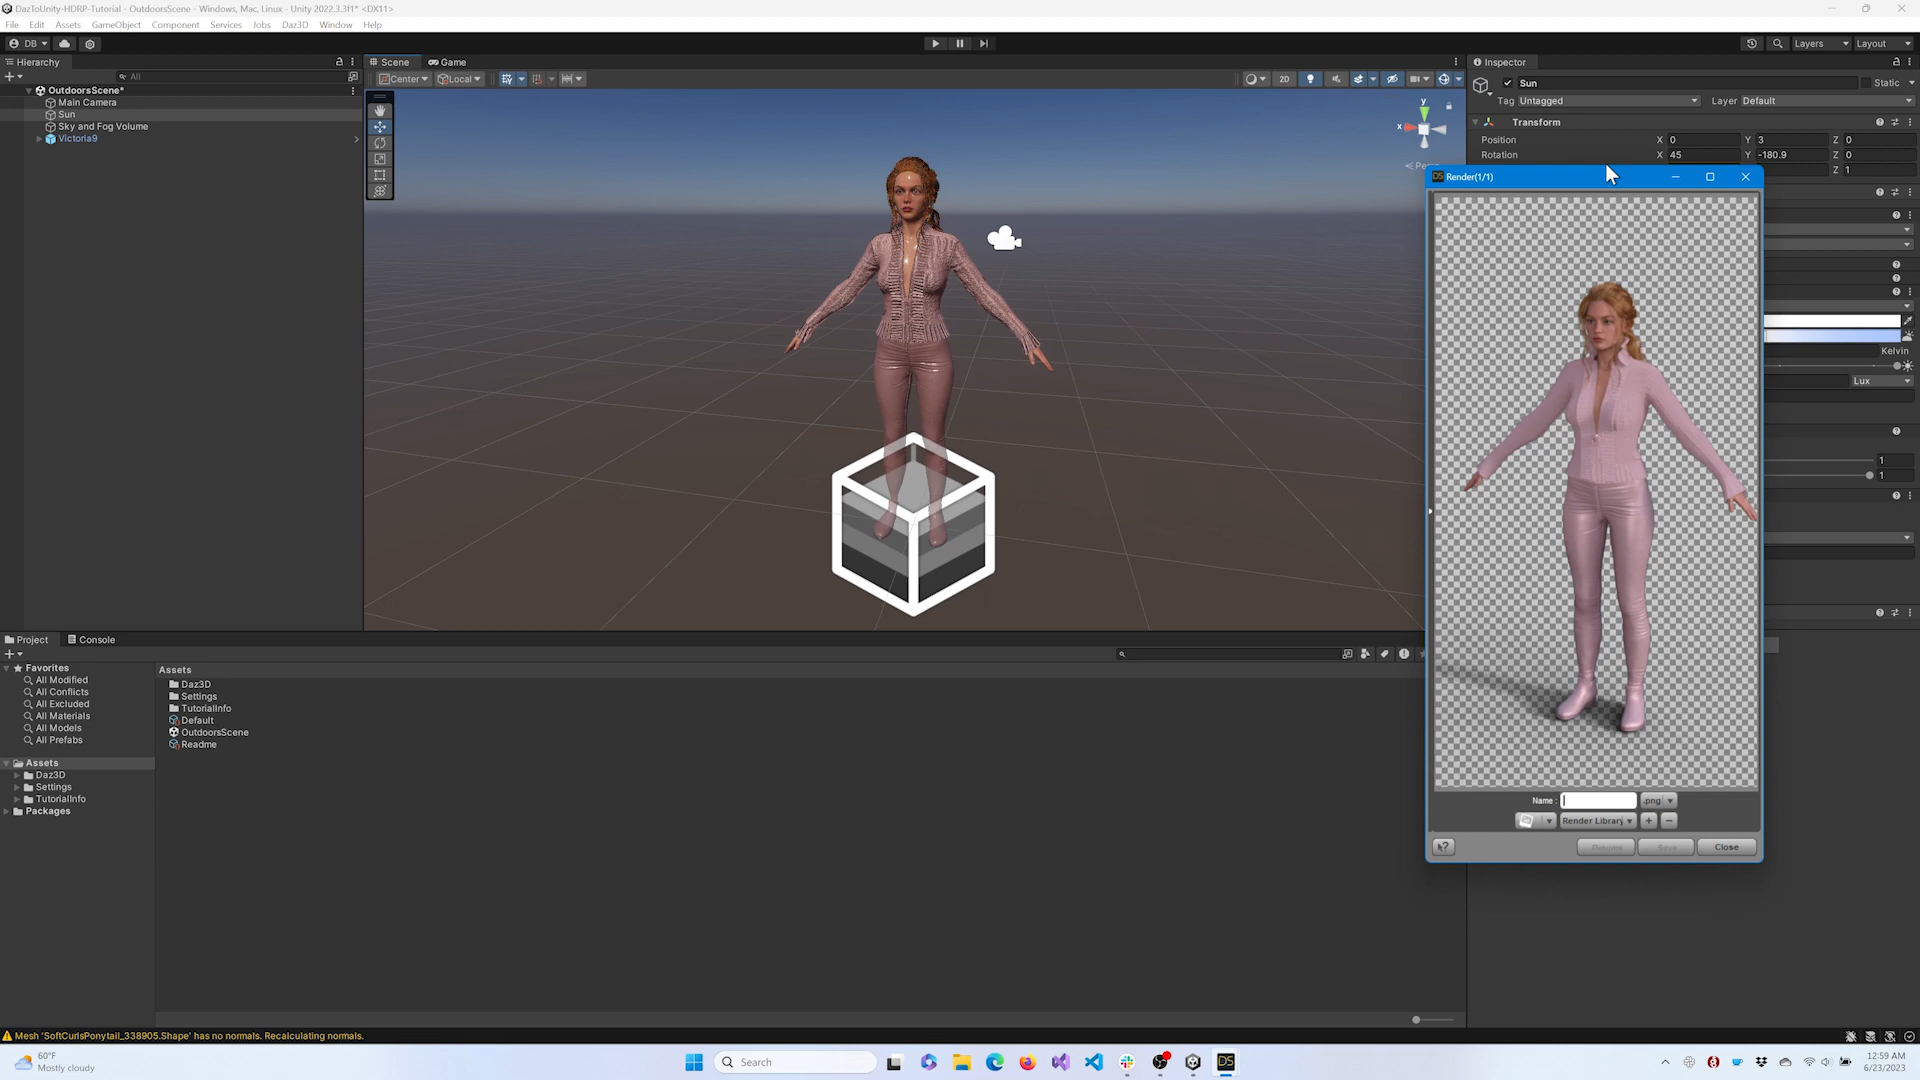 DazToUnity-HDRP-Tutorial - OutdoorsScene - Windows, Mac, Linux - Unity 2022.3.3f1* <DX11>
File Edit Assets GameObject Component Services Jobs Daz3D Window Help
DB Layers Layout
Hierarchy Scene Game Inspector
All Center Local 2D Sun Static
OutdoorsScene*
Main Camera Tag Untagged Layer Default
Sun
Sky and Fog Volume y x Transform
Victoria9 Position X 0 Y 3 Z 0
Rotation X 45 Y -180.9 Z 0
Z 1
Render(1/1)
Kelvin
Lux
1
1
Project Console
Favorites Assets
All Modified Daz3D
All Conflicts Settings
All Excluded TutorialInfo
All Materials Default
All Models OutdoorsScene
All Prefabs Readme
Assets
Daz3D
Settings
TutorialInfo
Packages
Name : png
Render Library + -
Save Close
Mesh 'SoftCurlsPonytail_338905.Shape' has no normals. Recalculating normals.
60°F
Mostly cloudy
Search
DS
12:59 AM
6/23/2023